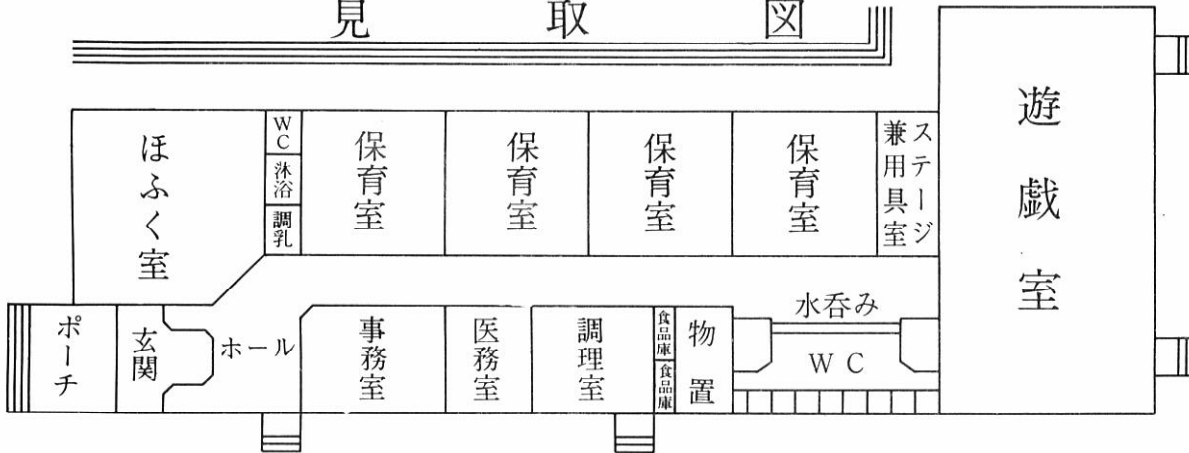 見取図
ほふく室
WC
沐浴
調乳
保育室
保育室
保育室
保育室
ステージ
兼用具室
遊戯室
ポーチ
玄関
ホール
事務室
医務室
調理室
食品庫
食品庫
物置
水呑み
WC